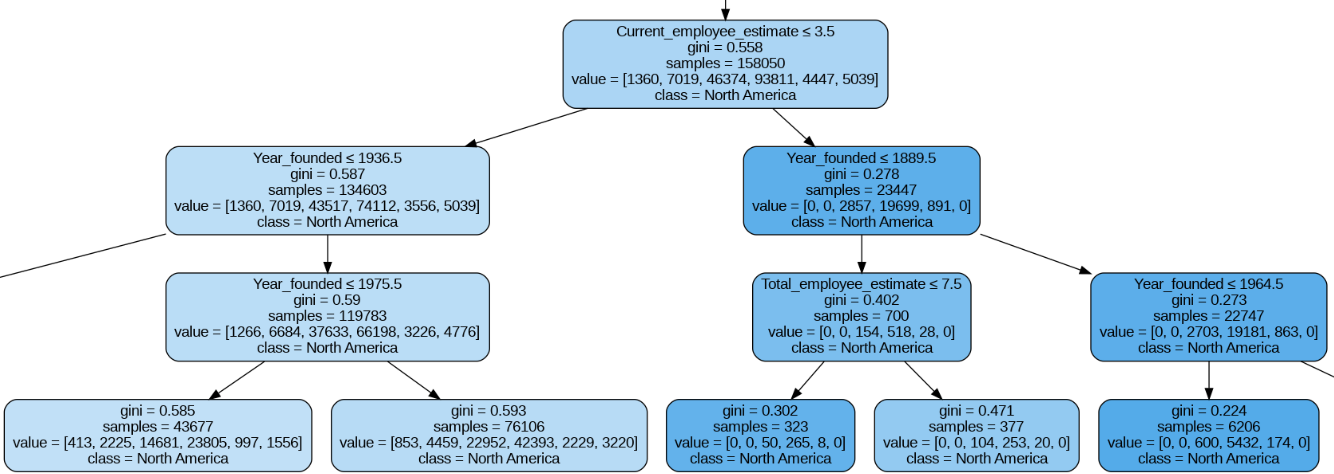 Current_employee_estimate ≤ 3.5
gini = 0.558
samples = 158050
value = [1360, 7019, 46374, 93811, 4447, 5039]
class = North America
Year_founded ≤ 1936.5
gini = 0.587
samples = 134603
value = [1360, 7019, 43517, 74112, 3556, 5039]
class = North America
Year_founded ≤ 1889.5
gini = 0.278
samples = 23447
value = [0, 0, 2857, 19699, 891, 0]
class = North America
Year_founded ≤ 1975.5
gini = 0.59
samples = 119783
value = [1266, 6684, 37633, 66198, 3226, 4776]
class = North America
Total_employee_estimate ≤ 7.5
gini = 0.402
samples = 700
value = [0, 0, 154, 518, 28, 0]
class = North America
Year_founded ≤ 1964.5
gini = 0.273
samples = 22747
value = [0, 0, 2703, 19181, 863, 0]
class = North America
gini = 0.585
samples = 43677
value = [413, 2225, 14681, 23805, 997, 1556]
class = North America
gini = 0.593
samples = 76106
value = [853, 4459, 22952, 42393, 2229, 3220]
class = North America
gini = 0.302
samples = 323
value = [0, 0, 50, 265, 8, 0]
class = North America
gini = 0.471
samples = 377
value = [0, 0, 104, 253, 20, 0]
class = North America
gini = 0.224
samples = 6206
value = [0, 0, 600, 5432, 174, 0]
class = North America